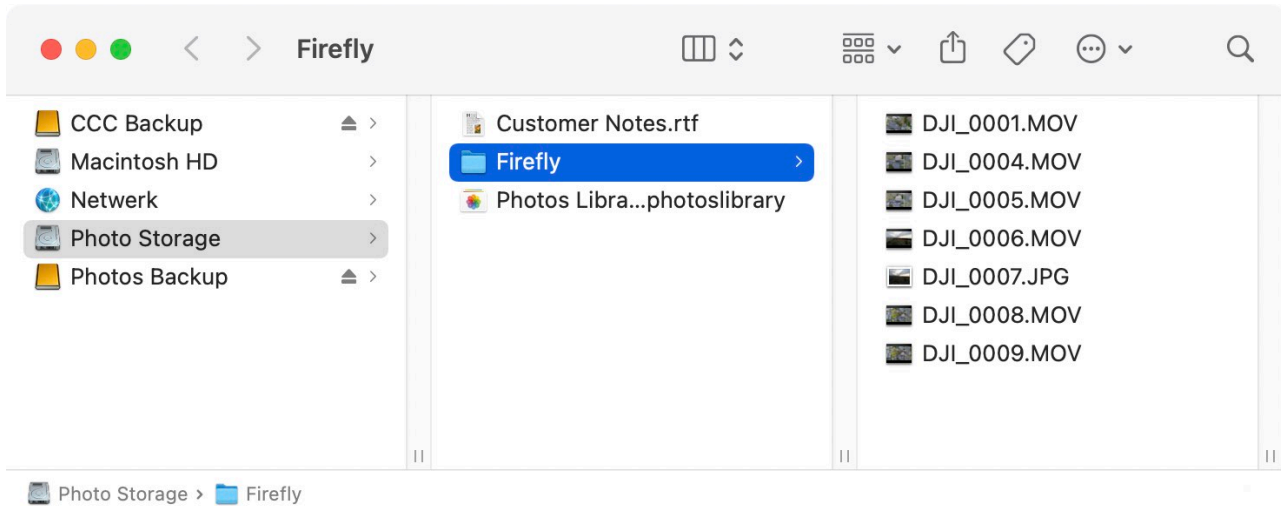 Firefly
CCC Backup
Macintosh HD
Netwerk
Photo Storage
Photos Backup
Customer Notes.rtf
Firefly
Photos Libra...photoslibrary
DJI_0001.MOV
DJI_0004.MOV
DJI_0005.MOV
DJI_0006.MOV
DJI_0007.JPG
DJI_0008.MOV
DJI_0009.MOV
Photo Storage › Firefly